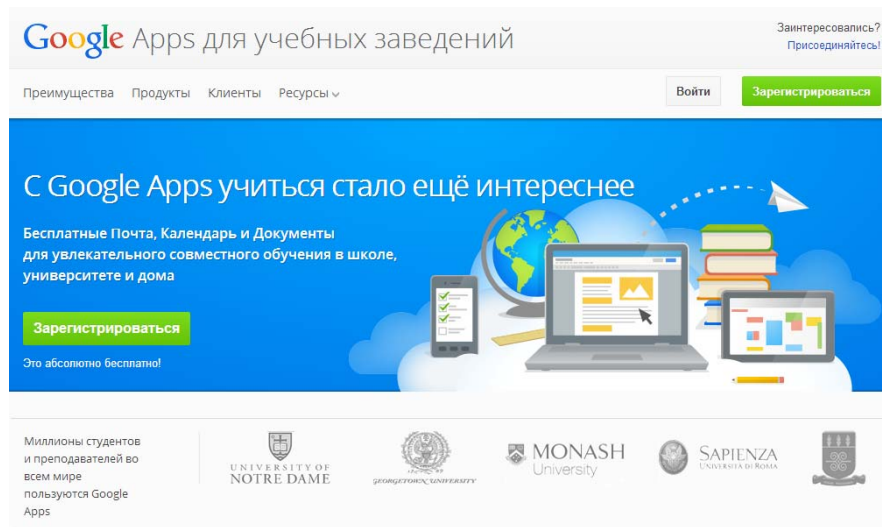 Google Apps для учебных заведений
Заинтересовались?
Присоединяйтесь!
Преимущества Продукты Клиенты Ресурсы
Войти
Зарегистрироваться
С Google Apps учиться стало ещё интереснее
Бесплатные Почта, Календарь и Документы
для увлекательного совместного обучения в школе,
университете и дома
Зарегистрироваться
Это абсолютно бесплатно!
Миллионы студентов
и преподавателей во
всем мире
пользуются Google
Apps
UNIVERSITY OF
NOTRE DAME
GEORGETOWN UNIVERSITY
MONASH
University
SAPIENZA
UNIVERSITÀ DI ROMA